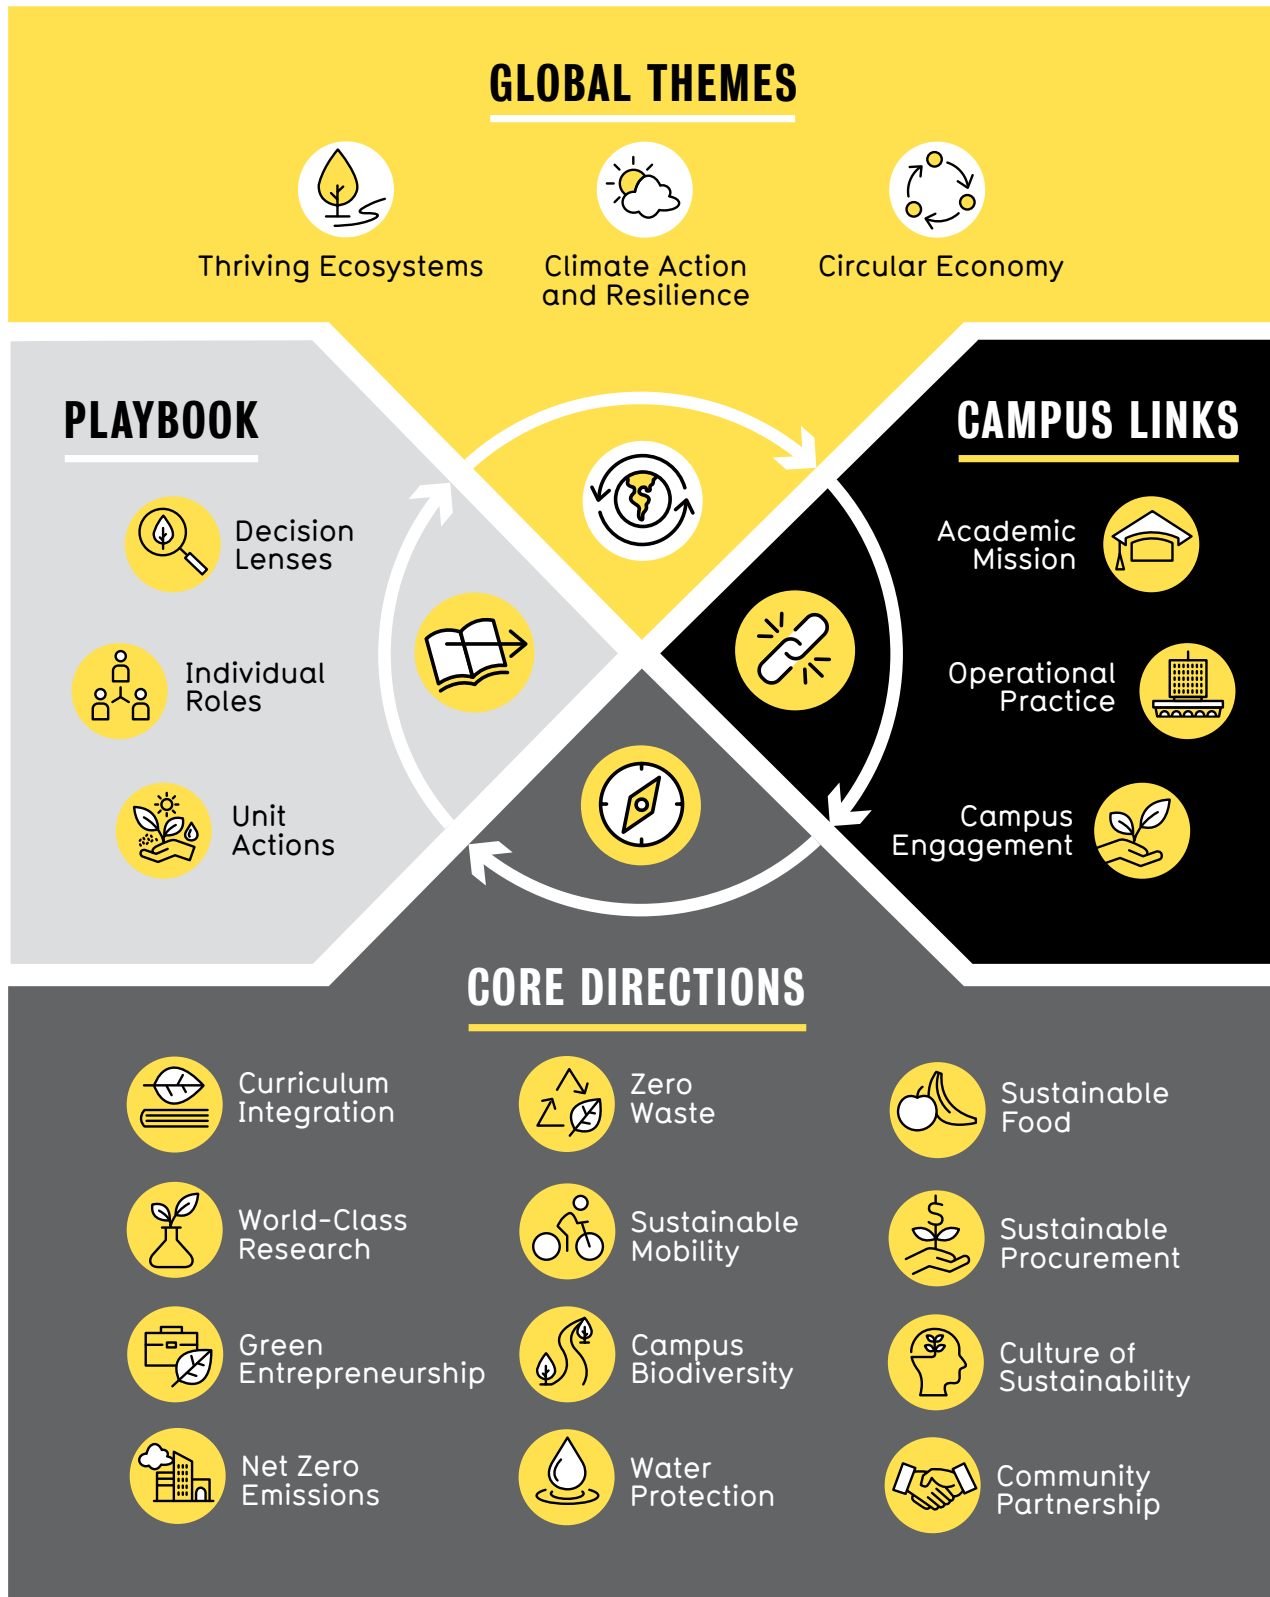 GLOBAL THEMES
Thriving Ecosystems
Climate Action
and Resilience
Circular Economy
PLAYBOOK
Decision
Lenses
Individual
Roles
Unit
Actions
CAMPUS LINKS
Academic
Mission
Operational
Practice
Campus
Engagement
CORE DIRECTIONS
Curriculum
Integration
World-Class
Research
Green
Entrepreneurship
Net Zero
Emissions
Zero
Waste
Sustainable
Mobility
Campus
Biodiversity
Water
Protection
Sustainable
Food
$
Sustainable
Procurement
Culture of
Sustainability
Community
Partnership